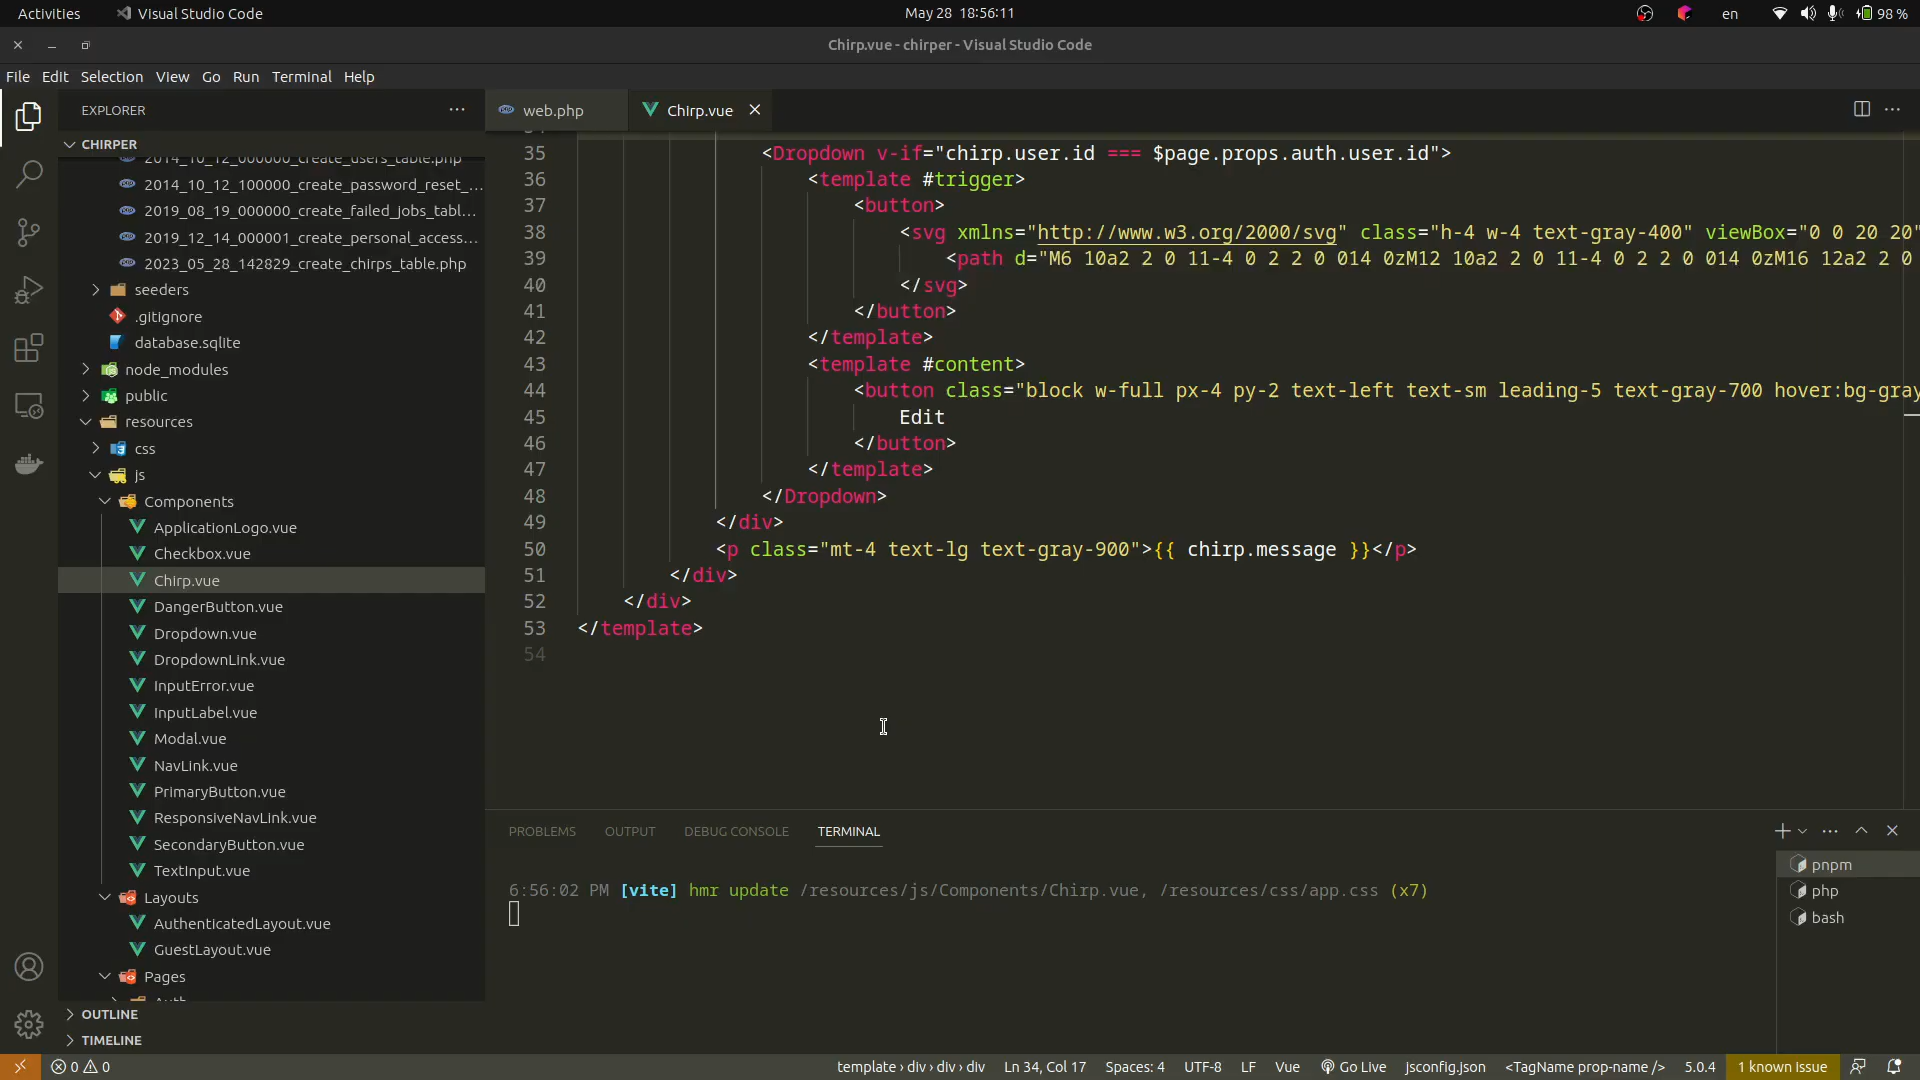 Activities
Visual Studio Code
May 28 18:56:11
en
98 %
Chirp.vue - chirper - Visual Studio Code
File Edit Selection View Go Run Terminal Help
EXPLORER
CHIRPER
2014_10_12_000000_create_users_table.php
2014_10_12_100000_create_password_reset_...
2019_08_19_000000_create_failed_jobs_tabl...
2019_12_14_000001_create_personal_access...
2023_05_28_142829_create_chirps_table.php
seeders
.gitignore
database.sqlite
node_modules
public
resources
css
js
Components
ApplicationLogo.vue
Checkbox.vue
Chirp.vue
DangerButton.vue
Dropdown.vue
DropdownLink.vue
InputError.vue
InputLabel.vue
Modal.vue
NavLink.vue
PrimaryButton.vue
ResponsiveNavLink.vue
SecondaryButton.vue
TextInput.vue
Layouts
AuthenticatedLayout.vue
GuestLayout.vue
Pages
OUTLINE
TIMELINE
web.php
Chirp.vue
35 <Dropdown v-if="chirp.user.id === $page.props.auth.user.id">
36 <template #trigger>
37 <button>
38 <svg xmlns="http://www.w3.org/2000/svg" class="h-4 w-4 text-gray-400" viewBox="0 0 20 20"
39 <path d="M6 10a2 2 0 11-4 0 2 2 0 014 0zM12 10a2 2 0 11-4 0 2 2 0 014 0zM16 12a2 2 0
40 </svg>
41 </button>
42 </template>
43 <template #content>
44 <button class="block w-full px-4 py-2 text-left text-sm leading-5 text-gray-700 hover:bg-gray
45 Edit
46 </button>
47 </template>
48 </Dropdown>
49 </div>
50 <p class="mt-4 text-lg text-gray-900">{{ chirp.message }}</p>
51 </div>
52 </div>
53 </template>
54
PROBLEMS OUTPUT DEBUG CONSOLE TERMINAL
6:56:02 PM [vite] hmr update /resources/js/Components/Chirp.vue, /resources/css/app.css (x7)
pnpm
php
bash
0 0
template › div › div › div
Ln 34, Col 17
Spaces: 4
UTF-8
LF
Vue
Go Live
Jsconfig.json
<TagName prop-name />
5.0.4
1 known issue